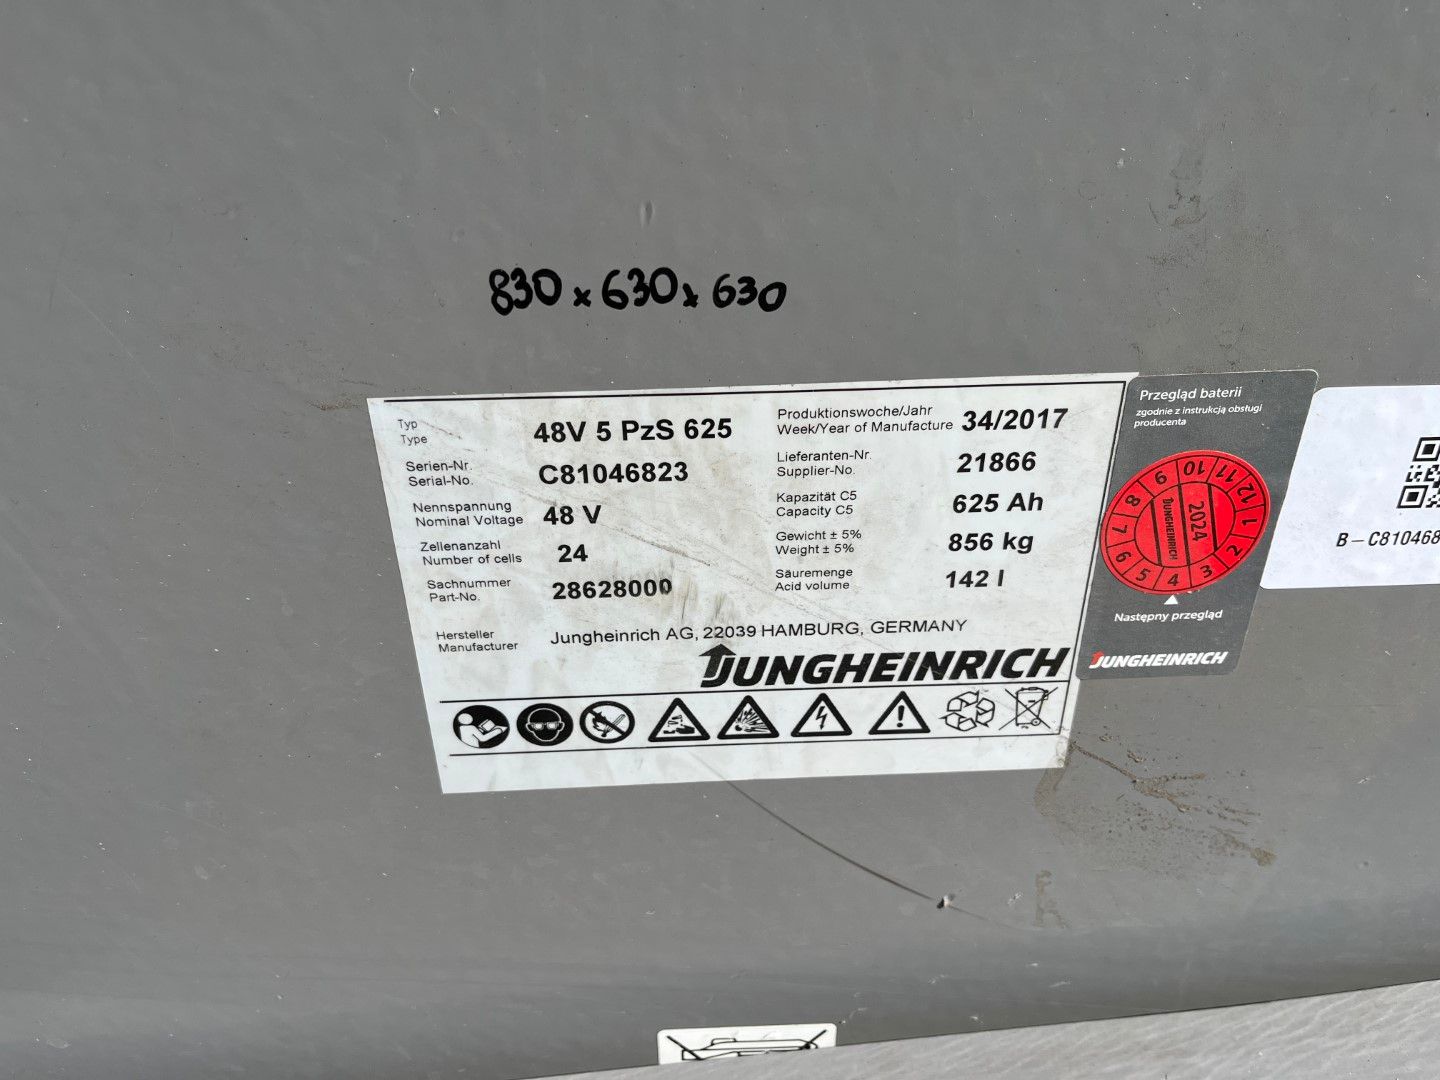 830 x 630 x 630
Typ
Type
48V 5 PzS 625
Serien-Nr.
Serial-No.
C81046823
Nennspannung
Nominal Voltage
48 V
Zellenanzahl
Number of cells
24
Sachnummer
Part-No.
28628000
Produktionswoche/Jahr
Week/Year of Manufacture
34/2017
Lieferanten-Nr.
Supplier-No.
21866
Kapazität C5
Capacity C5
625 Ah
Gewicht ± 5%
Weight ± 5%
856 kg
Säuremenge
Acid volume
142 l
Hersteller
Manufacturer
Jungheinrich AG, 22039 HAMBURG, GERMANY
JUNGHEINRICH
Przegląd baterii
zgodnie z instrukcją obsługi
producenta
1 2 3 4 5 6 7 8 9 10 11 12
2024
JUNGHEINRICH
Następny przegląd
JUNGHEINRICH
B – C810468